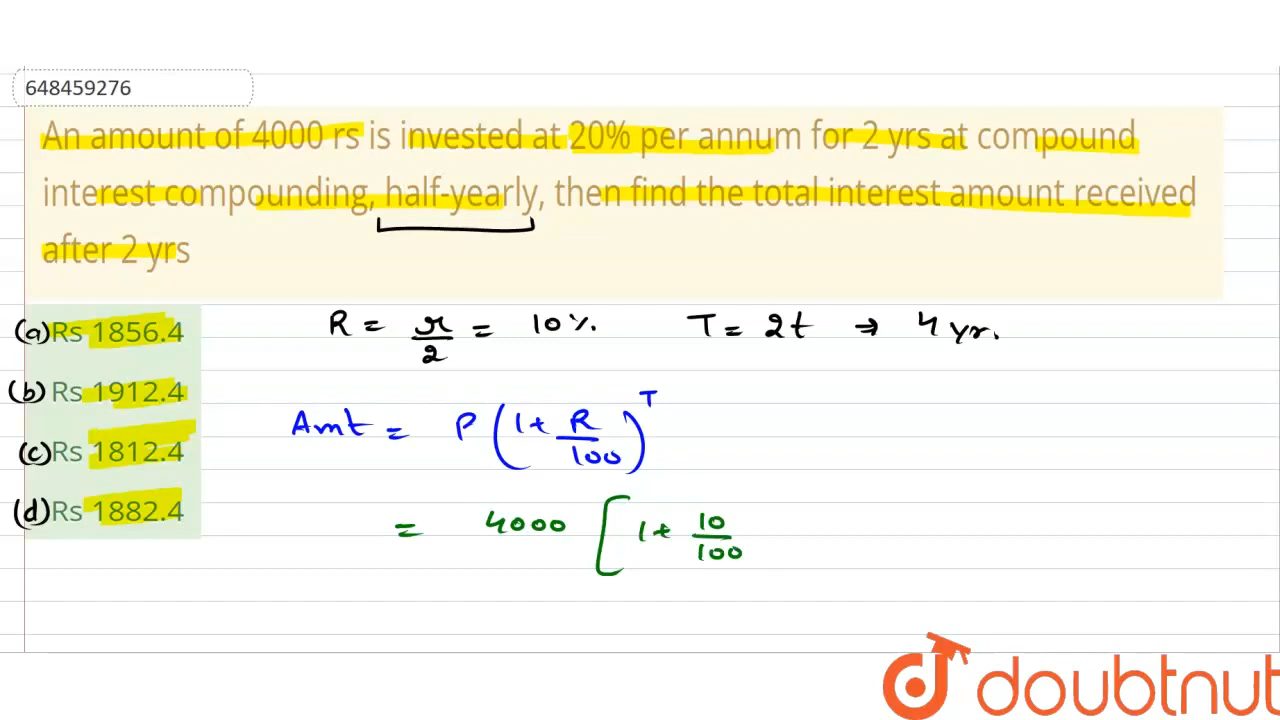 648459276
An amount of 4000 rs is invested at 20% per annum for 2 yrs at compound
interest compounding, half-yearly, then find the total interest amount received
after 2 yrs
(a) Rs 1856.4
R = r/2 = 10%. T = 2t → 4 yr.
(b) Rs 1912.4
Amt = P (1 + R/100)^T
(c) Rs 1812.4
(d) Rs 1882.4
= 4000 [1 + 10/100
doubtnut